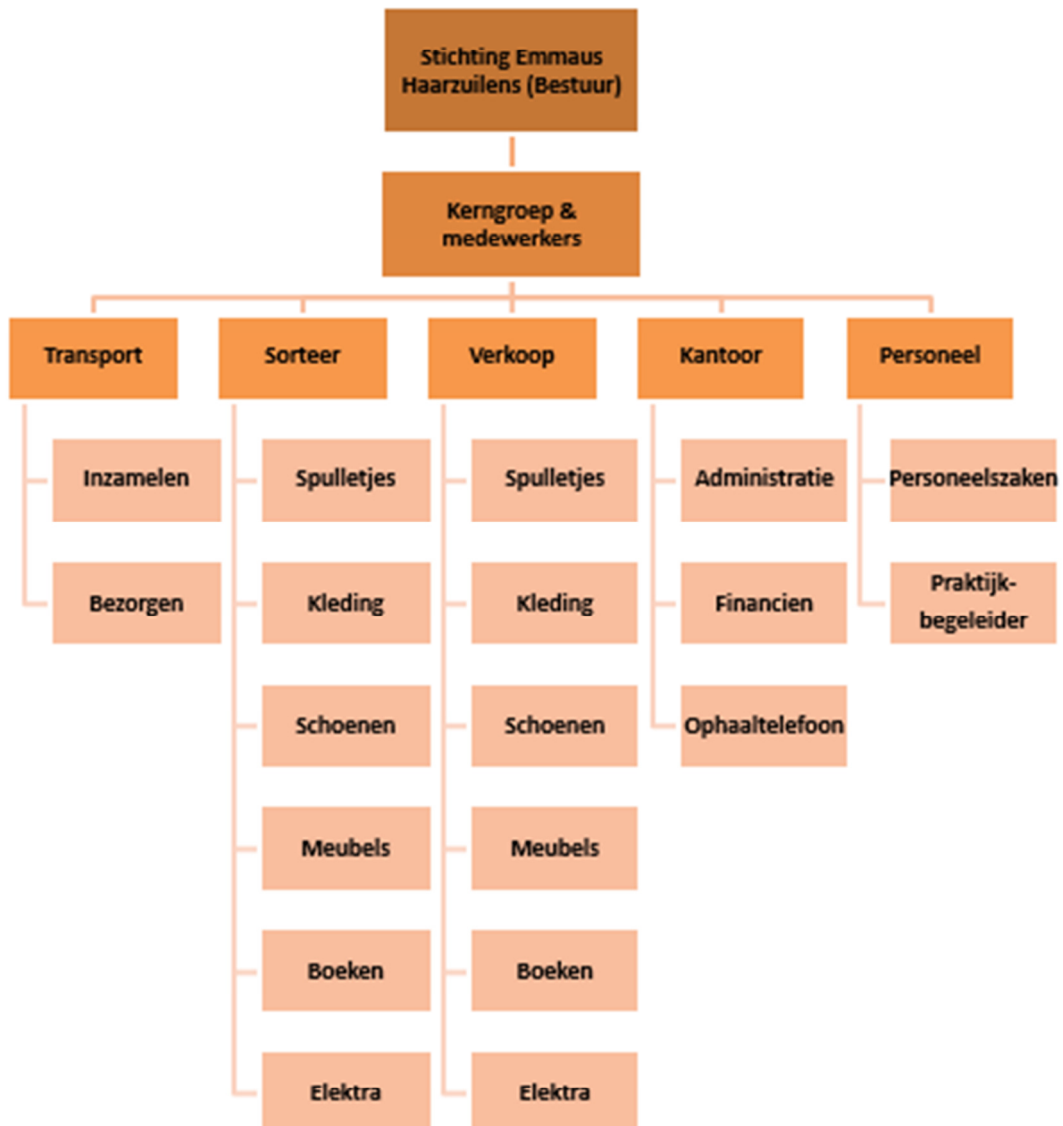 Stichting Emmaus
Haarzuilens (Bestuur)
Kerngroep &
medewerkers
Transport
Sorteer
Verkoop
Kantoor
Personeel
Inzamelen
Spulletjes
Spulletjes
Administratie
Personeelszaken
Bezorgen
Kleding
Kleding
Financien
Praktijk-
begeleider
Schoenen
Schoenen
Ophaaltelefoon
Meubels
Meubels
Boeken
Boeken
Elektra
Elektra